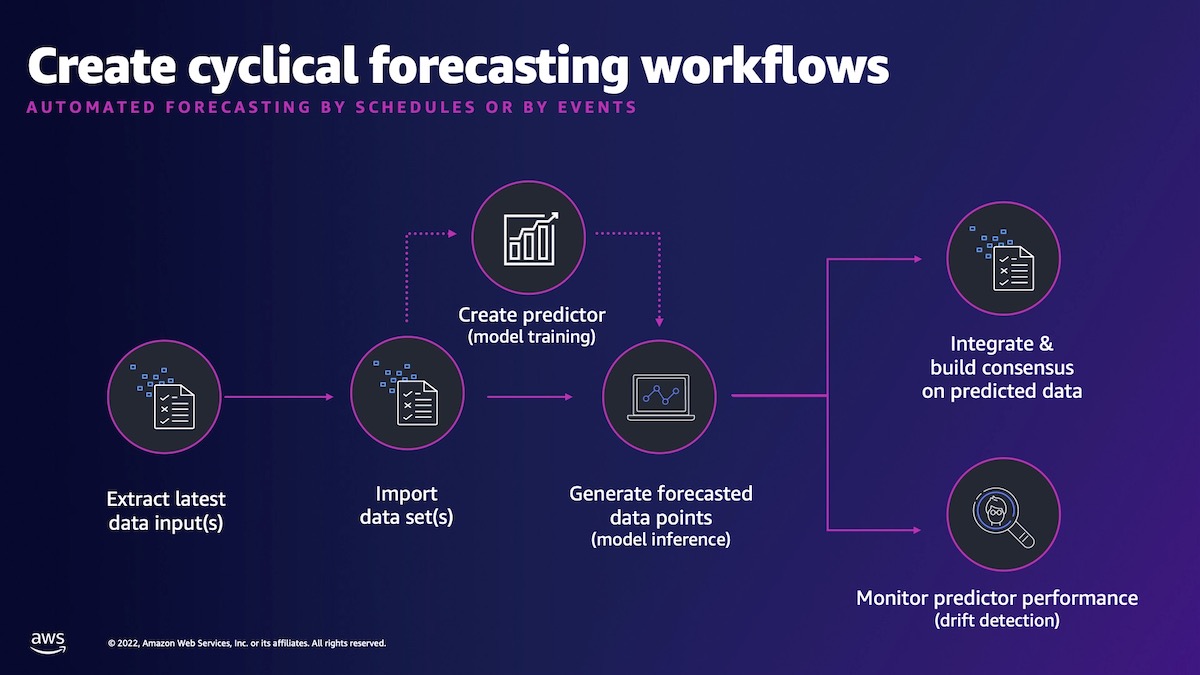 Create cyclical forecasting workflows
AUTOMATED FORECASTING BY SCHEDULES OR BY EVENTS
Create predictor
(model training)
Extract latest
data input(s)
Import
data set(s)
Generate forecasted
data points
(model inference)
Integrate &
build consensus
on predicted data
Monitor predictor performance
(drift detection)
aws
© 2022, Amazon Web Services, Inc. or its affiliates. All rights reserved.